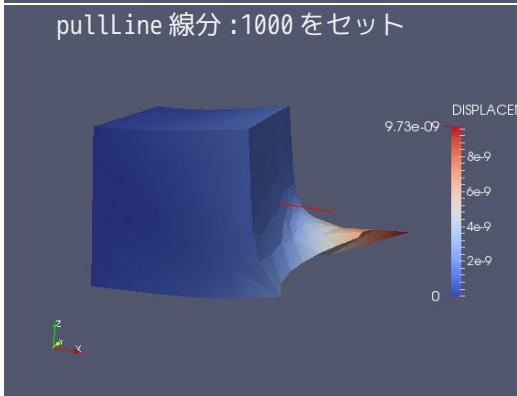 pullLine 線分 :1000 をセット
DISPLACEM
9.73e-09
8e-9
6e-9
4e-9
2e-9
0
Z
Y
X